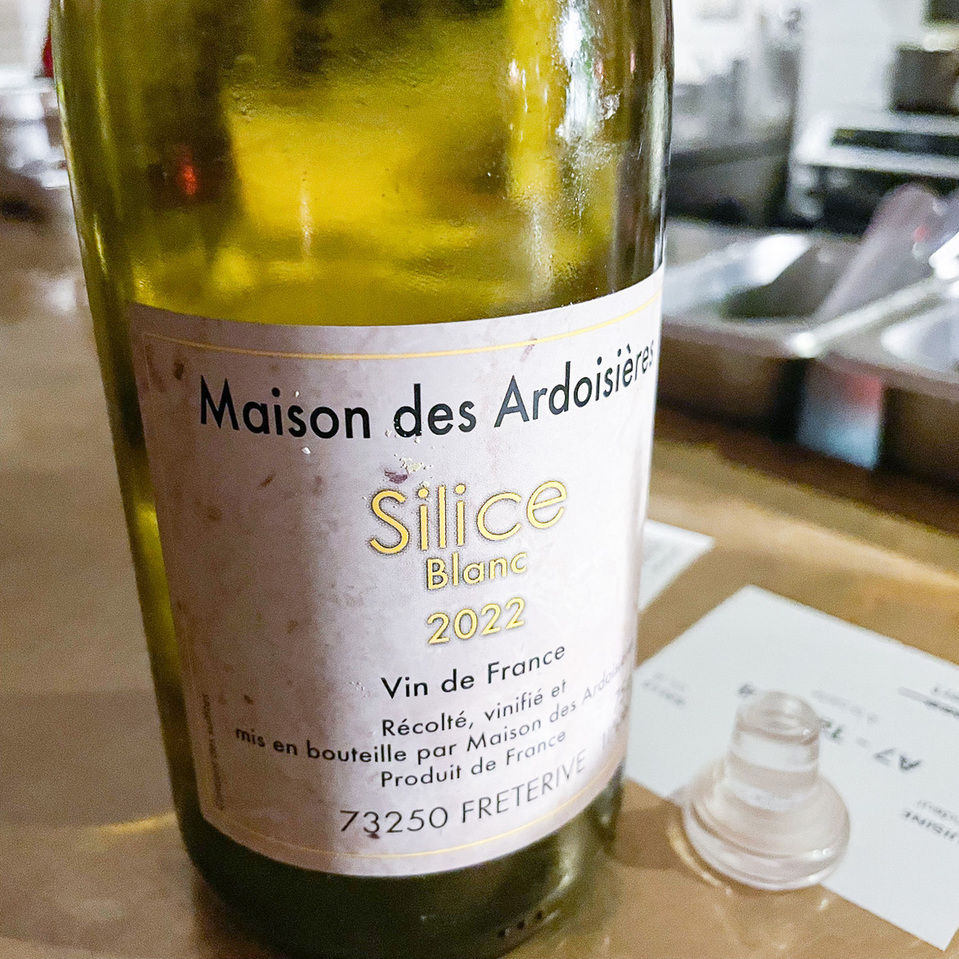 Maison des Ardoisières
Silice
Blanc
2022
Vin de France
Récolté, vinifié et
mis en bouteille par Maison des
Produit de France
73250 FRETERIVE